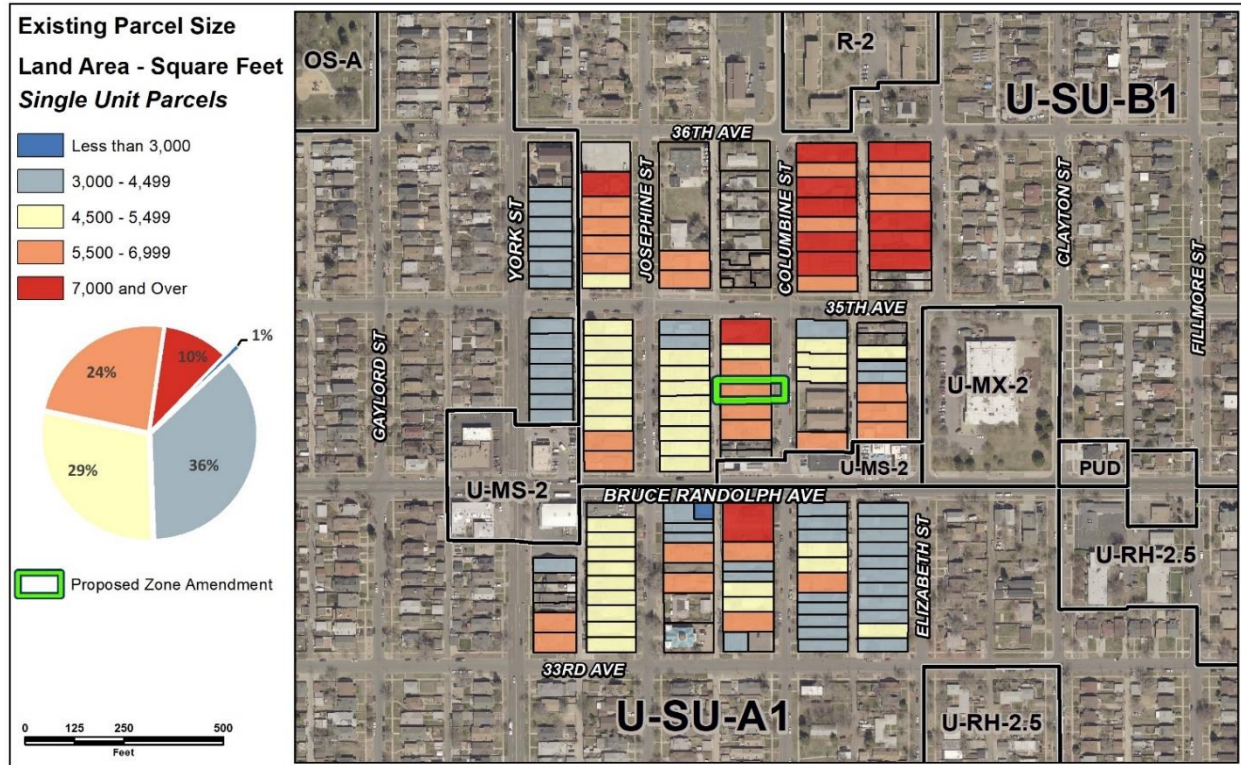 Existing Parcel Size
Land Area - Square Feet
Single Unit Parcels
Less than 3,000
3,000 - 4,499
4,500 - 5,499
5,500 - 6,999
7,000 and Over
1%
10%
24%
29%
36%
Proposed Zone Amendment
0 125 250 500
Feet
OS-A
R-2
U-SU-B1
36TH AVE
YORK ST
JOSEPHINE ST
COLUMBINE ST
CLAYTON ST
FILLMORE ST
35TH AVE
GAYLORD ST
U-MX-2
U-MS-2
U-MS-2
PUD
BRUCE RANDOLPH AVE
U-RH-2.5
ELIZABETH ST
33RD AVE
U-SU-A1
U-RH-2.5